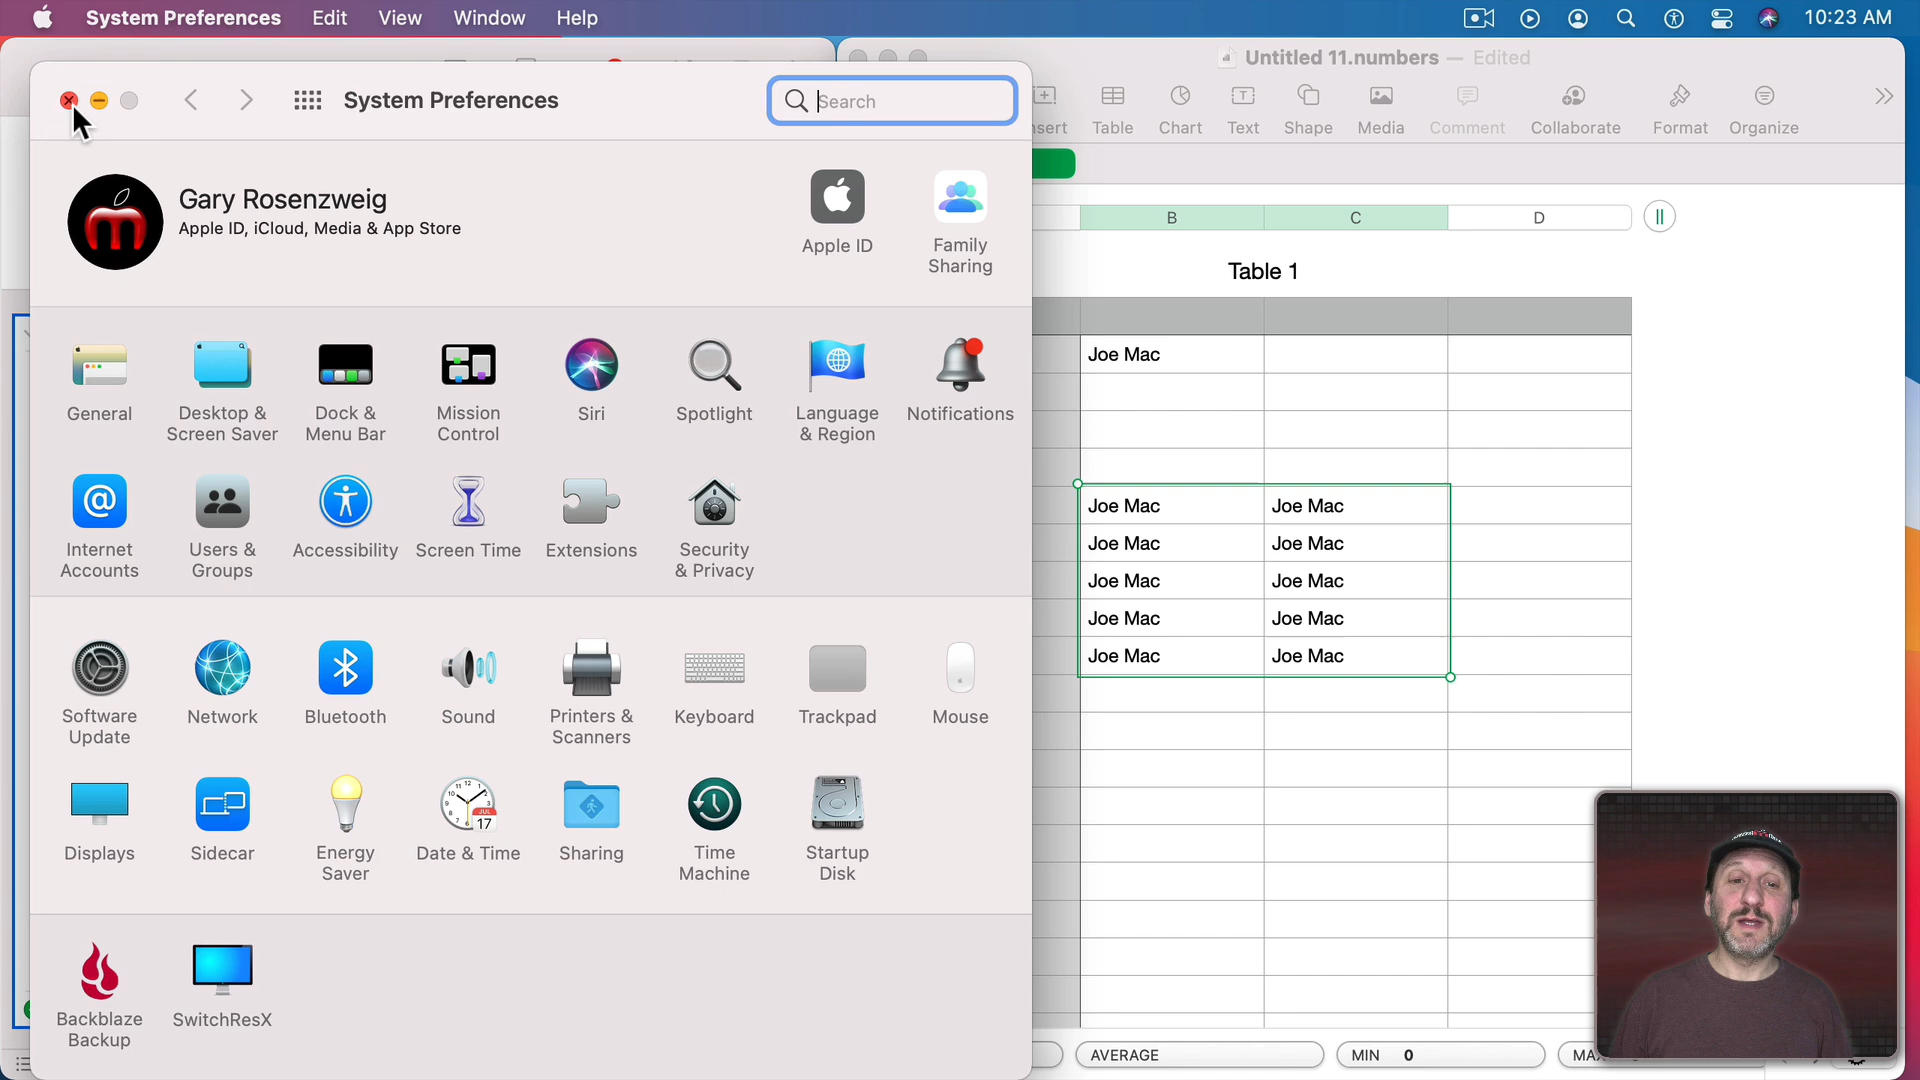 System Preferences Edit View Window Help 10:23 AM
Untitled 11.numbers — Edited
System Preferences
Search
Table Chart Text Shape Media Comment Collaborate Format Organize
Gary Rosenzweig
Apple ID, iCloud, Media & App Store
Apple ID
Family
Sharing
B C D
Table 1
General
Desktop &
Screen Saver
Dock &
Menu Bar
Mission
Control
Siri
Spotlight
Language
& Region
Notifications
Internet
Accounts
Users &
Groups
Accessibility
Screen Time
Extensions
Security
& Privacy
Software
Update
Network
Bluetooth
Sound
Printers &
Scanners
Keyboard
Trackpad
Mouse
Displays
Sidecar
Energy
Saver
JUL
17
Date & Time
Sharing
Time
Machine
Startup
Disk
Backblaze
Backup
SwitchResX
Joe Mac
Joe Mac Joe Mac
Joe Mac Joe Mac
Joe Mac Joe Mac
Joe Mac Joe Mac
Joe Mac Joe Mac
AVERAGE MIN 0